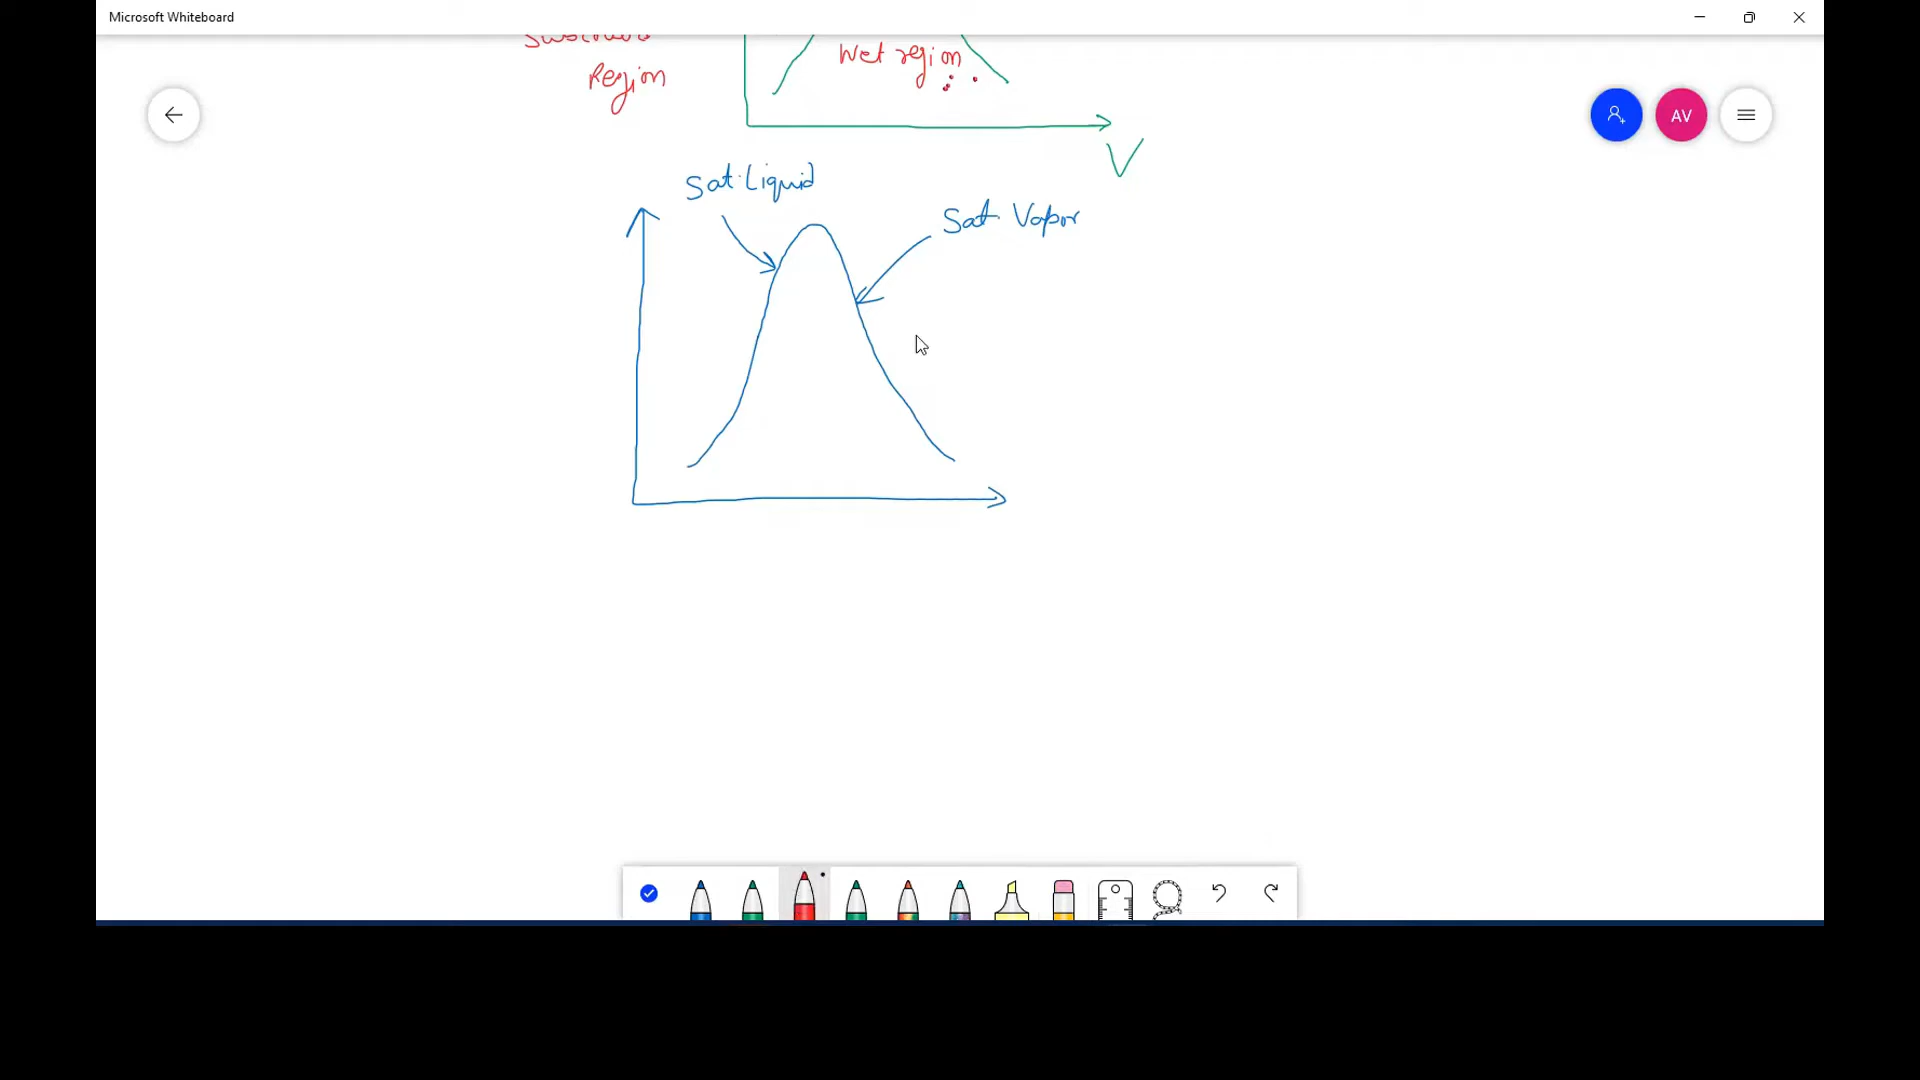 Microsoft Whiteboard
Region
Wet region
V
Sat. Liquid
Sat. Vapor
AV